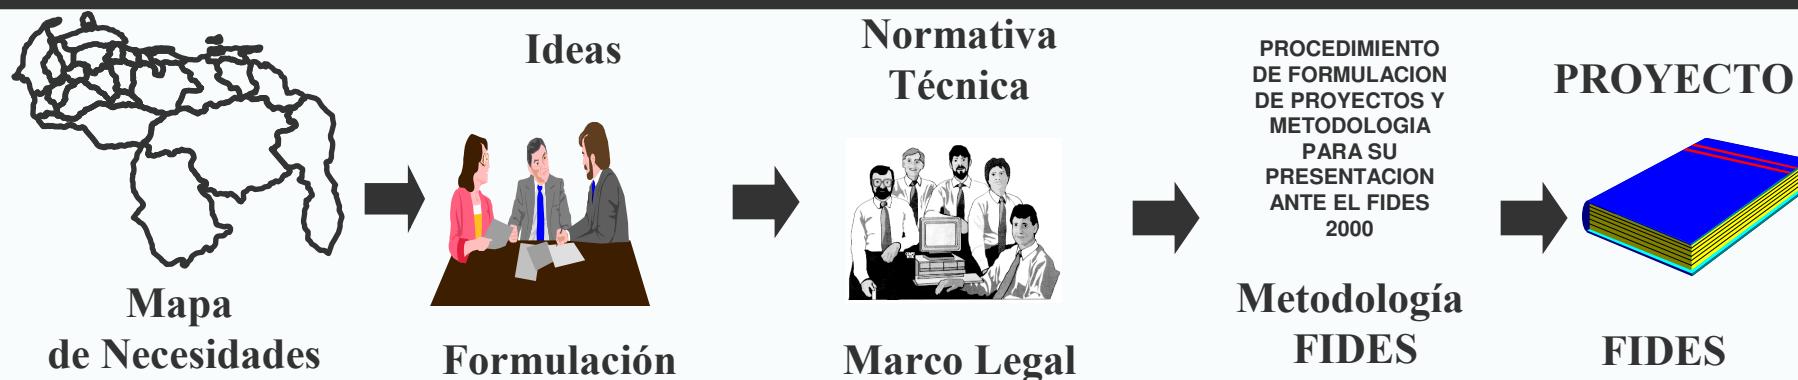 Mapa
de Necesidades
Ideas
Formulación
Normativa
Técnica
Marco Legal
PROCEDIMIENTO
DE FORMULACION
DE PROYECTOS Y
METODOLOGIA
PARA SU
PRESENTACION
ANTE EL FIDES
2000
Metodología
FIDES
PROYECTO
FIDES